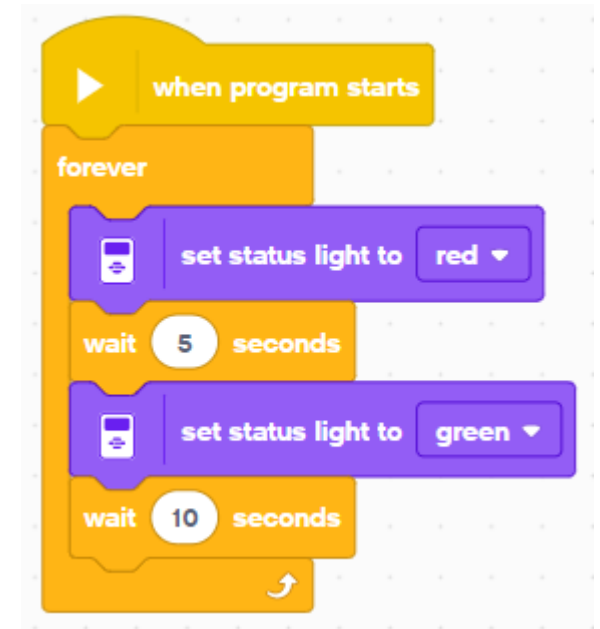 when program starts
forever
set status light to red
wait 5 seconds
set status light to green
wait 10 seconds